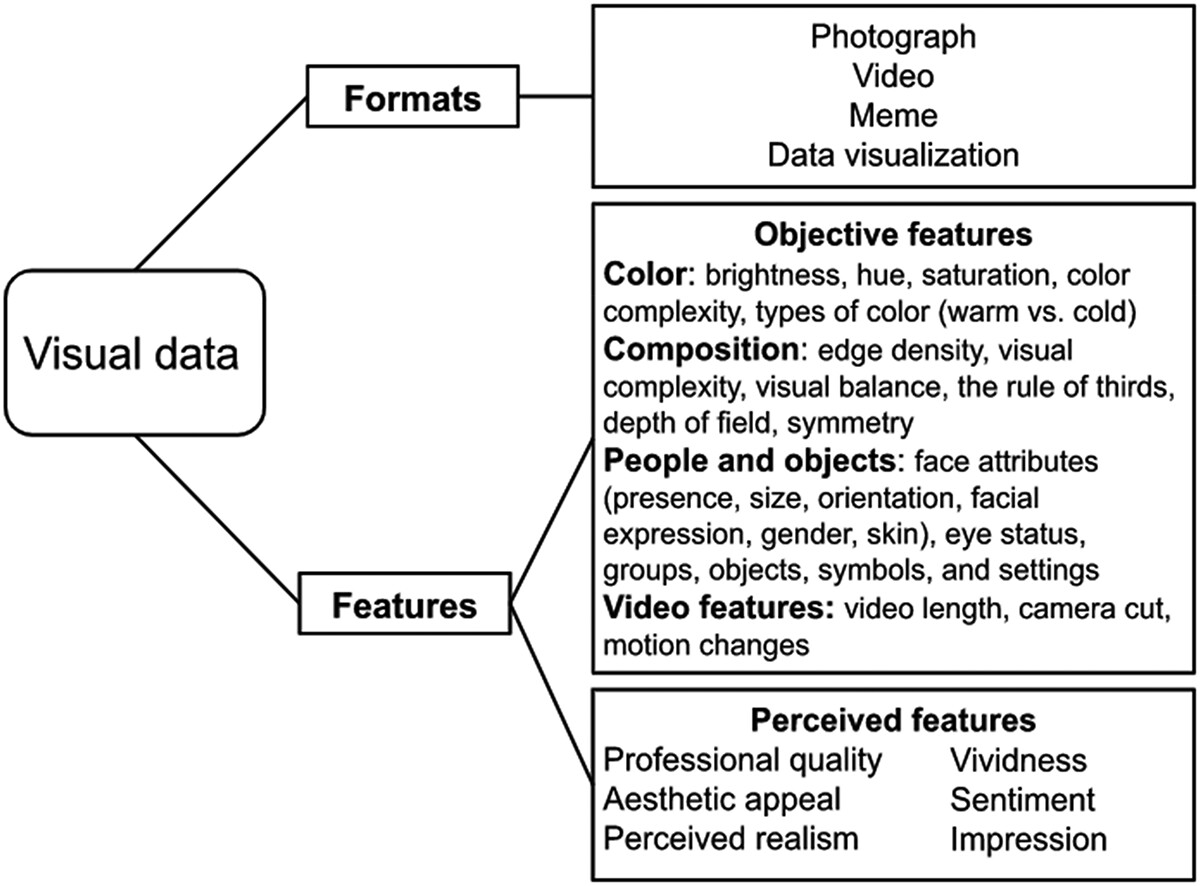 Visual data
Formats
Photograph
Video
Meme
Data visualization
Features
Objective features
Color: brightness, hue, saturation, color
complexity, types of color (warm vs. cold)
Composition: edge density, visual
complexity, visual balance, the rule of thirds,
depth of field, symmetry
People and objects: face attributes
(presence, size, orientation, facial
expression, gender, skin), eye status,
groups, objects, symbols, and settings
Video features: video length, camera cut,
motion changes
Perceived features
Professional quality Vividness
Aesthetic appeal Sentiment
Perceived realism Impression